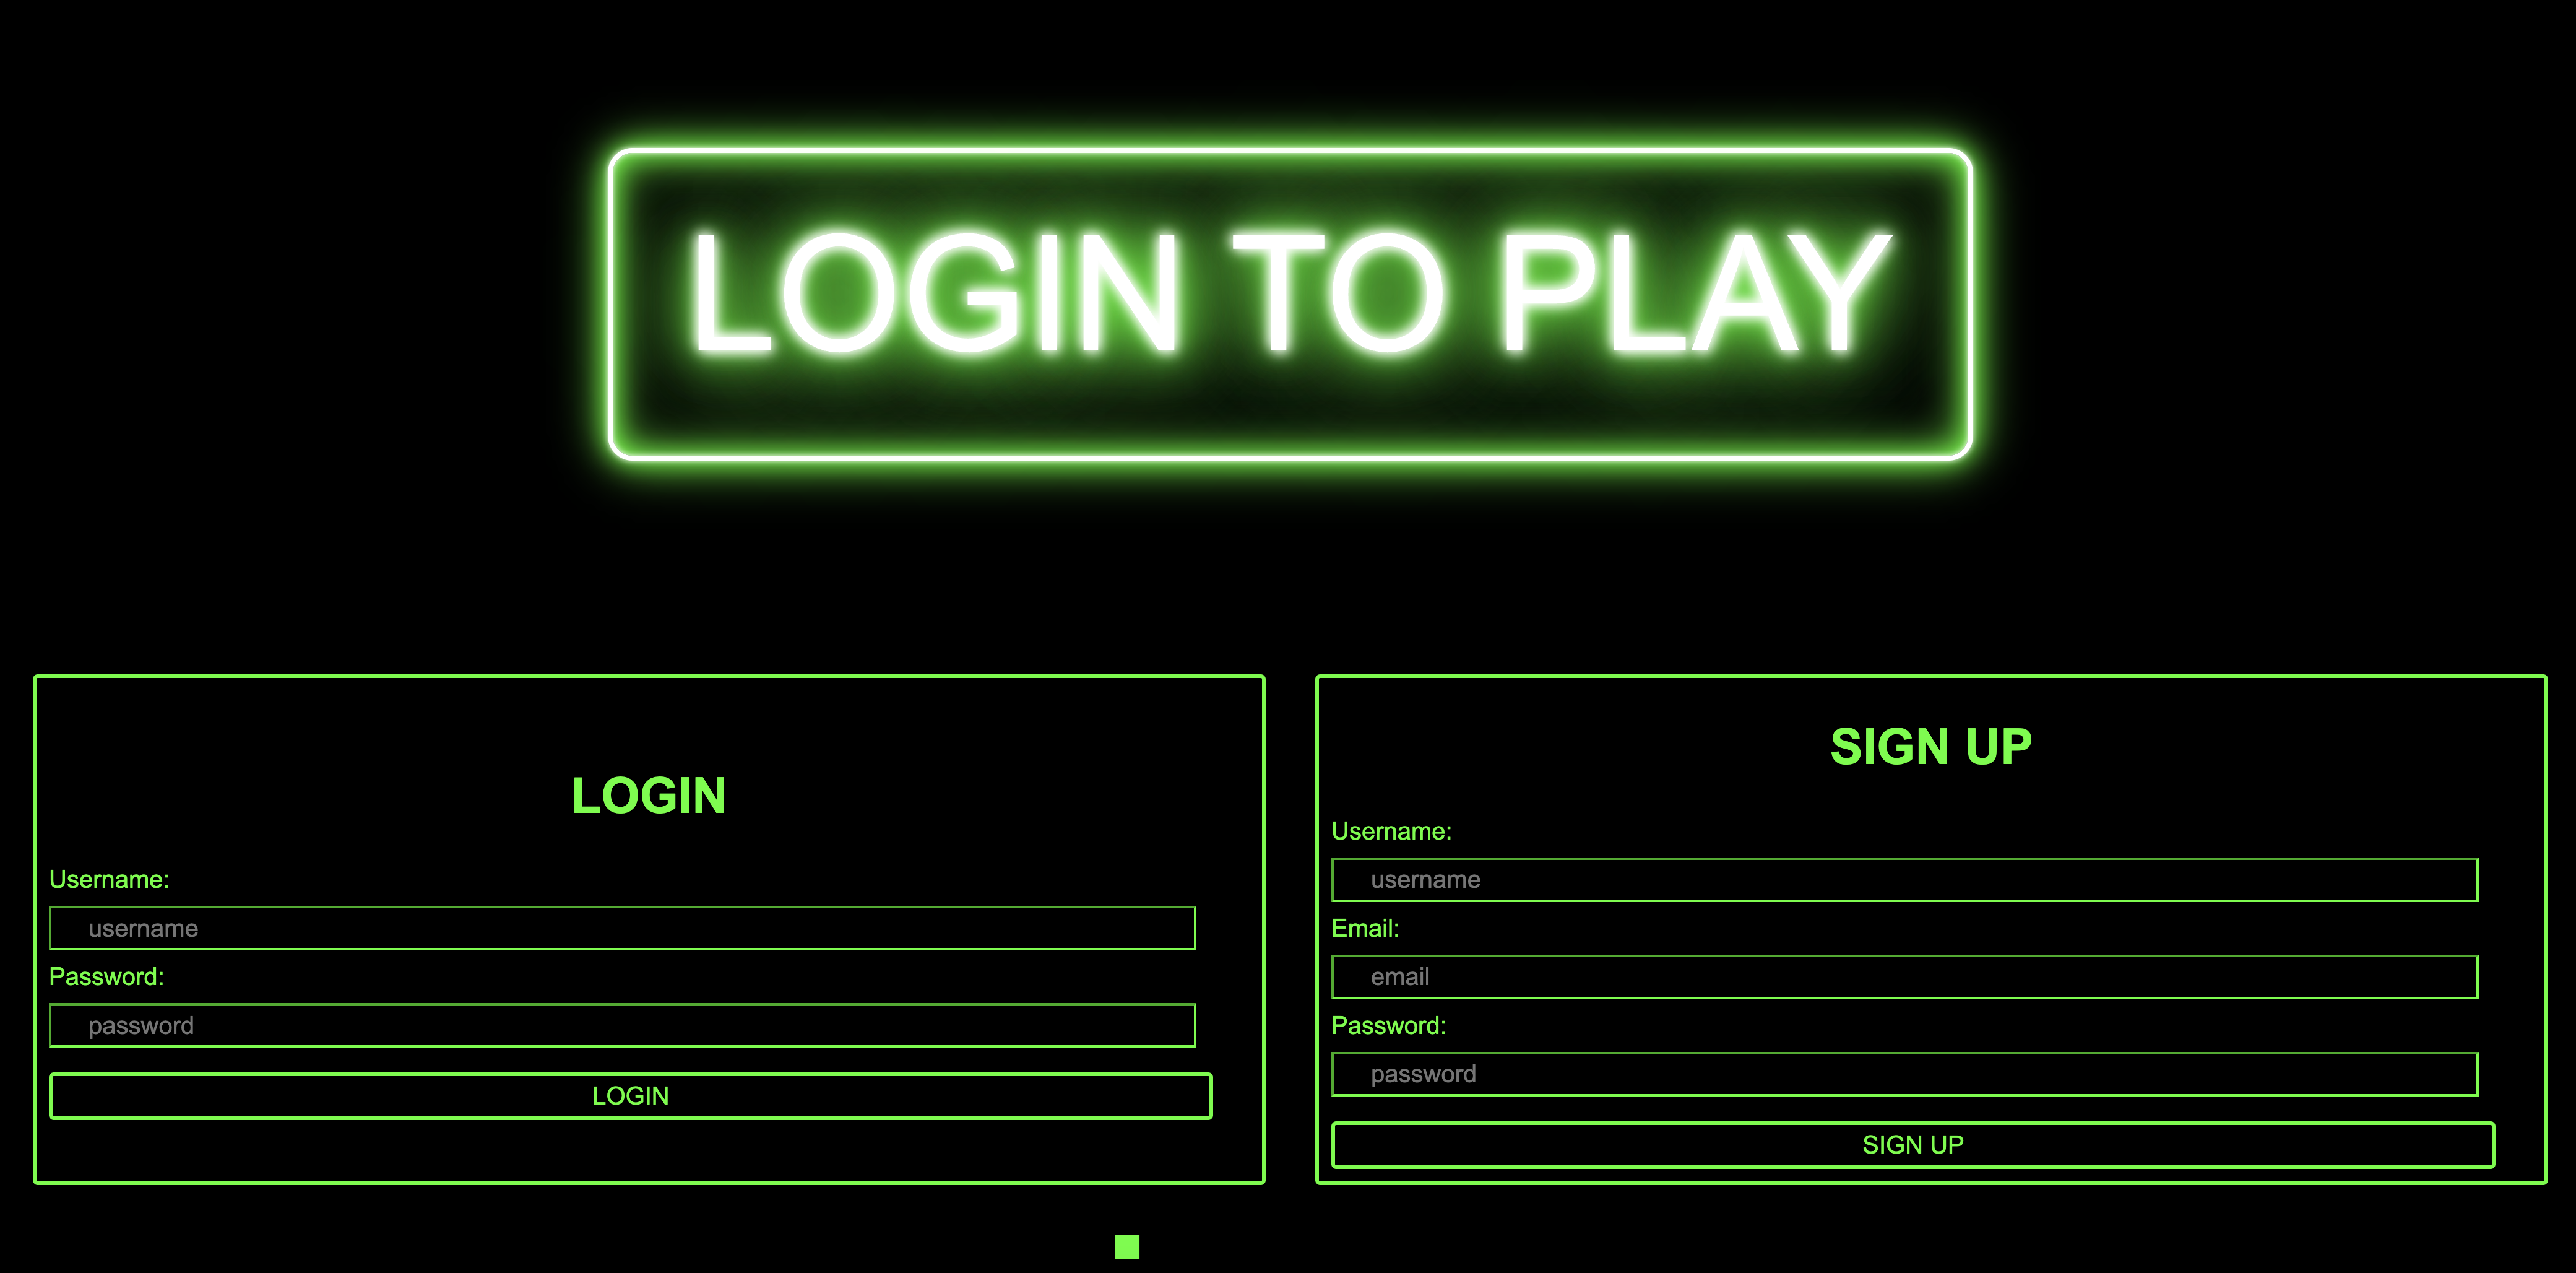 LOGIN TO PLAY
LOGIN
Username:
username
Password:
password
LOGIN
SIGN UP
Username:
username
Email:
email
Password:
password
SIGN UP